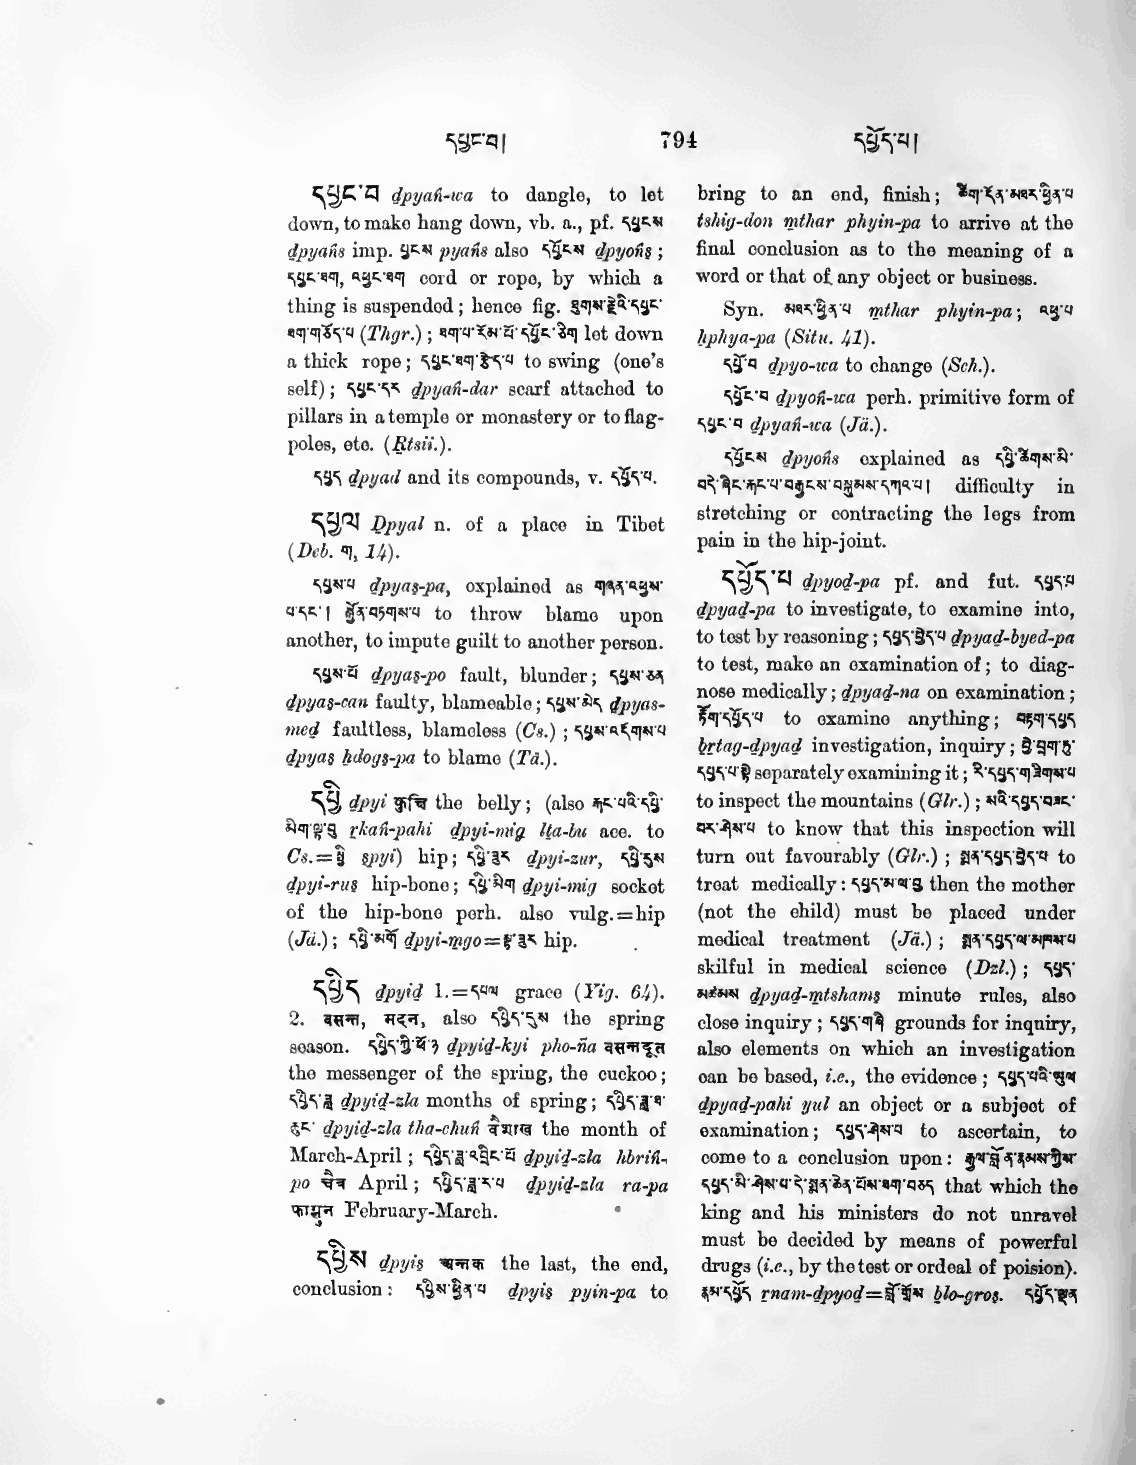 དཔྱང་བ། 794 དཔྱོད་པ།
དཔྱང་བ dpyañ-wa to dangle, to let
down, to make hang down, vb. a., pf. དཔྱངས
dpyañs imp. པྱངས pyañs also དཔྱོངས dpyoñs ;
དཔྱང་ཐག, འཕྱང་ཐག cord or rope, by which a
thing is suspended ; hence fig. ཐུགས་རྗེའི་དཔྱང་
ཐག་གཅོད་པ (Thgr.) ; ཐག་པ་རོམ་པོ་དཔྱོང་ཅིག let down
a thick rope ; དཔྱང་ཐག་རྩེད་པ to swing (one's
self) ; དཔྱང་དར dpyañ-dar scarf attached to
pillars in a temple or monastery or to flag-
poles, etc. (Rtsii.).
དཔྱད dpyad and its compounds, v. དཔྱོད་པ.
དཔྱལ Dpyal n. of a place in Tibet
(Deb. ག, 14).
དཔྱས་པ dpyas-pa, explained as གཞན་འཕྱས་
པ་དང་། སྐྱོན་བཏགས་པ to throw blame upon
another, to impute guilt to another person.
དཔྱས་པོ dpyas-po fault, blunder ; དཔྱས་ཅན
dpyas-can faulty, blameable ; དཔྱས་མེད dpyas-
med faultless, blameless (Cs.) ; དཔྱས་འདོགས་པ
dpyas hdogs-pa to blame (Tā.).
དཔྱི dpyi कुक्षि the belly; (also རྐང་པའི་དཔྱི་
མིག་ལྟ་བུ rkañ-pahi dpyi-mig lta-bu acc. to
Cs.=སྤྱི spyi) hip ; དཔྱི་ཟུར dpyi-zur, དཔྱི་རུས
dpyi-rus hip-bone ; དཔྱི་མིག dpyi-mig socket
of the hip-bone perh. also vulg.=hip
(Jä.) ; དཔྱི་མགོ dpyi-mgo= hip.
དཔྱིད dpyid 1.=དཔལ grace (Yig. 64).
2. वसन्त, मदन, also དཔྱིད་དུས the spring
season. དཔྱིད་ཀྱི་ཕོ་ཉ dpyid-kyi pho-ña वसन्तदूत
the messenger of the spring, the cuckoo ;
དཔྱིད་ཟླ dpyid-zla months of spring ; དཔྱིད་ཟླ་ཐ་
ཆུང་ dpyid-zla tha-chuñ वैशाख the month of
March-April ; དཔྱིད་ཟླ་འབྲིང་པོ dpyid-zla hbriñ-
po चैत्र April ; དཔྱིད་ཟླ་ར་པ dpyid-zla ra-pa
फाल्गुन February-March.
དཔྱིས dpyis अन्तक the last, the end,
conclusion : དཔྱིས་ཕྱིན་པ dpyis pyin-pa to
bring to an end, finish ; ཚིག་དོན་མཐར་ཕྱིན་པ
tshig-don mthar phyin-pa to arrive at the
final conclusion as to the meaning of a
word or that of any object or business.
Syn. མཐར་ཕྱིན་པ mthar phyin-pa ; འཕྱ་པ
hphya-pa (Situ. 41).
དཔྱོ་བ dpyo-wa to change (Sch.).
དཔྱོང་བ dpyoñ-wa perh. primitive form of
དཔྱང་བ dpyañ-wa (Jä.).
དཔྱོངས dpyoñs explained as དཔྱི་ཚིགས་མི་
བདེ་ཞིང་རྐང་པ་བརྐྱངས་བསྐུམས་དཀའ་བ། difficulty in
stretching or contracting the legs from
pain in the hip-joint.
དཔྱོད་པ dpyod-pa pf. and fut. དཔྱད་པ
dpyad-pa to investigate, to examine into,
to test by reasoning ; དཔྱད་བྱེད་པ dpyad-byed-pa
to test, make an examination of ; to diag-
nose medically ; dpyad-na on examination ;
རྟོག་དཔྱོད་པ to examine anything ; བརྟག་དཔྱད
brtag-dpyad investigation, inquiry ; བྱེ་བྲག་ཏུ་
དཔྱད་པ་སྟེ separately examining it ; རི་དཔྱད་གཟིགས་པ
to inspect the mountains (Glr.) ; སའི་དཔྱད་བཟང་
བར་ཤེས་པ to know that this inspection will
turn out favourably (Glr.) ; སྨན་དཔྱད་བྱེད་པ to
treat medically : དཔྱད་མ་ལ་བྱ then the mother
(not the child) must be placed under
medical treatment (Jä.) ; སྨན་དཔྱད་ལ་མཁས་པ
skilful in medical science (Dzl.) ; དཔྱད་
མཚམས dpyad-mtshams minute rules, also
close inquiry ; དཔྱད་གཞི grounds for inquiry,
also elements on which an investigation
can be based, i.e., the evidence ; དཔྱད་པའི་ཡུལ
dpyad-pahi yul an object or a subject of
examination ; དཔྱད་ཤེས་པ to ascertain, to
come to a conclusion upon : རྒྱལ་བློན་རྣམས་ཀྱིས་
དཔྱད་མི་ཤེས་པ་དེ་སྨན་ཆེན་པོས་ཐག་བཅད that which the
king and his ministers do not unravel
must be decided by means of powerful
drugs (i.e., by the test or ordeal of poision).
རྣམ་དཔྱོད rnam-dpyod=བློ་གྲོས blo-gros. དཔྱོད་ལྡན